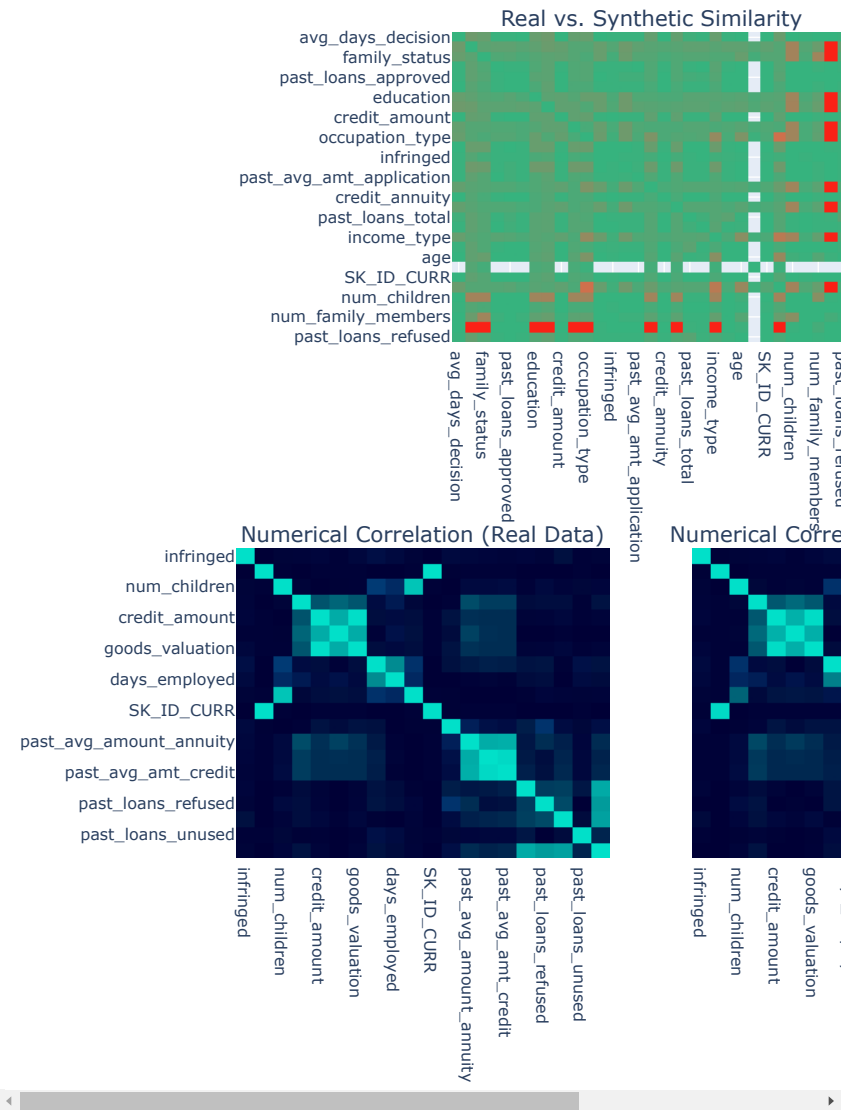 Real vs. Synthetic Similarity
avg_days_decision
family_status
past_loans_approved
education
credit_amount
occupation_type
infringed
past_avg_amt_application
credit_annuity
past_loans_total
income_type
age
SK_ID_CURR
num_children
num_family_members
past_loans_refused
avg_days_decision
family_status
past_loans_approved
education
credit_amount
occupation_type
infringed
past_avg_amt_application
credit_annuity
past_loans_total
income_type
age
SK_ID_CURR
num_children
num_family_members
past_loans_refused
Numerical Correlation (Real Data)
infringed
num_children
credit_amount
goods_valuation
days_employed
SK_ID_CURR
past_avg_amount_annuity
past_avg_amt_credit
past_loans_refused
past_loans_unused
infringed
num_children
credit_amount
goods_valuation
days_employed
SK_ID_CURR
past_avg_amount_annuity
past_avg_amt_credit
past_loans_refused
past_loans_unused
Numerical Corre
infringed
num_children
credit_amount
goods_valuation